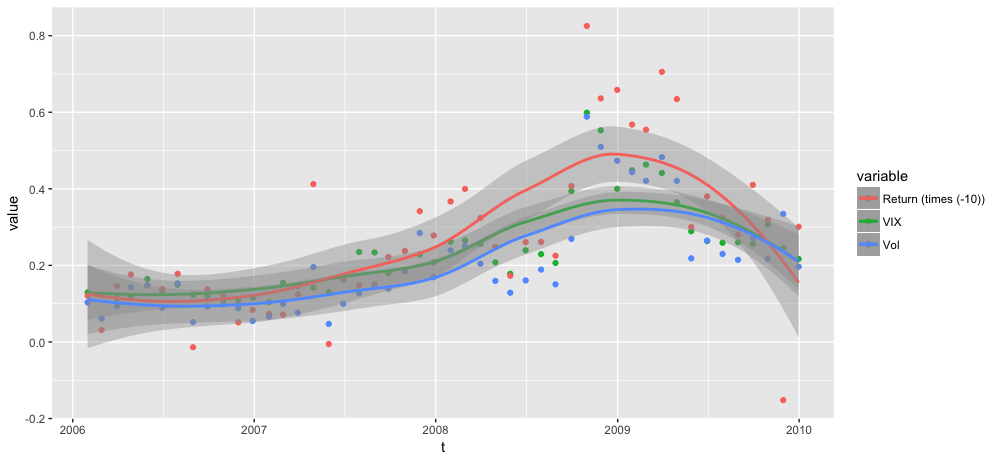 0.8
0.6
0.4
0.2
0.0
-0.2
value
2006 2007 2008 2009 2010
t
variable
Return (times (-10))
VIX
Vol